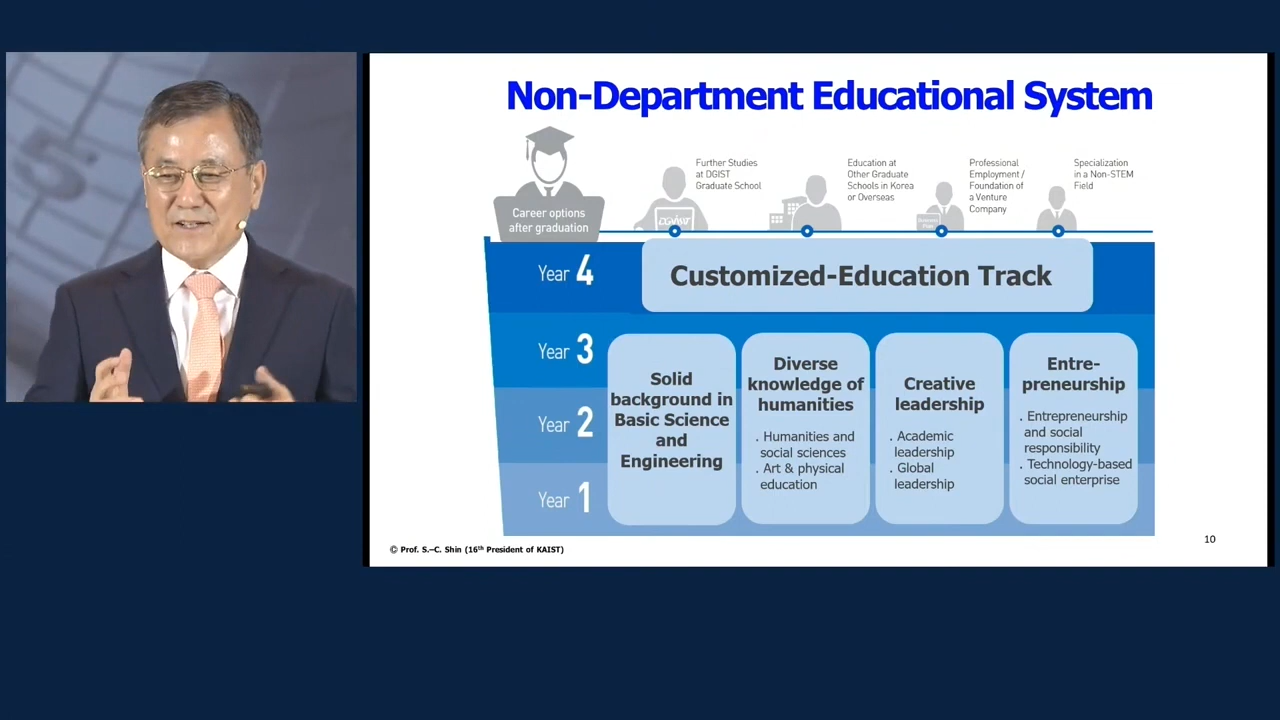 Non-Department Educational System
Further Studies
at DGIST
Graduate School
Education at
Other Graduate
Schools in Korea
or Overseas
Professional
Employment /
Foundation of
a Venture
Company
Specialization
in a Non-STEM
Field
Career options
after graduation
DGIST
Year 4
Customized-Education Track
Year 3
Year 2
Year 1
Solid
background in
Basic Science
and
Engineering
Diverse
knowledge of
humanities
. Humanities and
social sciences
. Art & physical
education
Creative
leadership
. Academic
leadership
. Global
leadership
Entre-
preneurship
. Entrepreneurship
and social
responsibility
. Technology-based
social enterprise
© Prof. S.–C. Shin (16th President of KAIST)
10